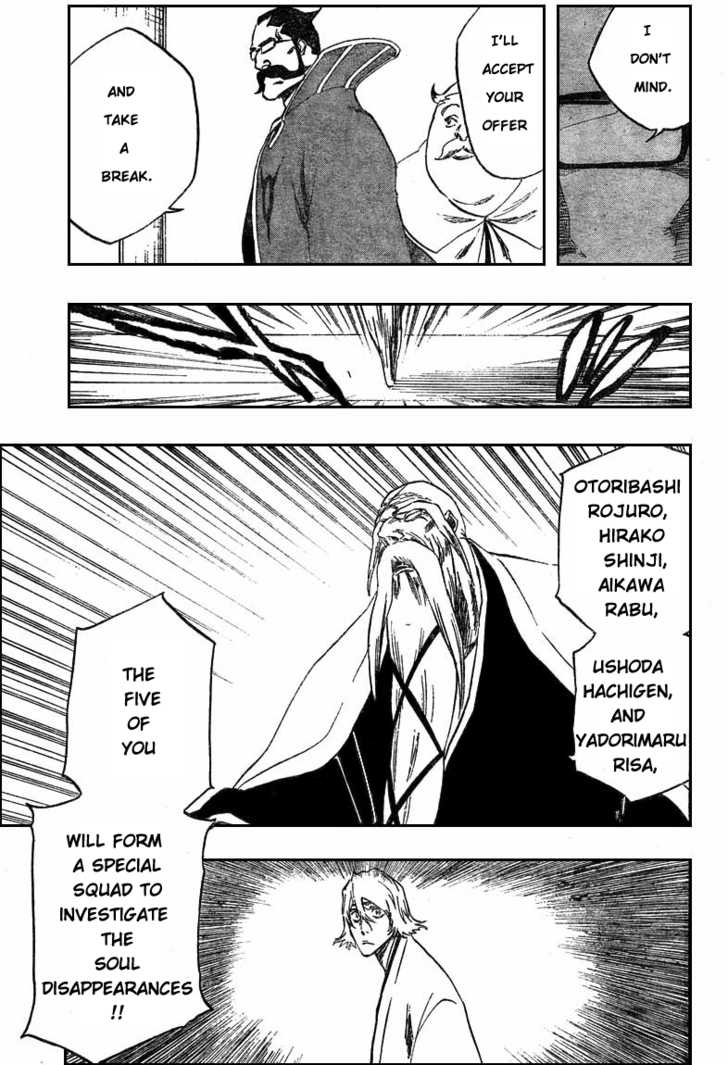 I
DON'T
MIND.
I'LL
ACCEPT
YOUR
OFFER
AND
TAKE
A
BREAK.
OTORIBASHI
ROJURO,
HIRAKO
SHINJI,
AIKAWA
RABU,
USHODA
HACHIGEN,
AND
YADORIMARU
RISA,
THE
FIVE
OF
YOU
WILL FORM
A SPECIAL
SQUAD TO
INVESTIGATE
THE
SOUL
DISAPPEARANCES
!!